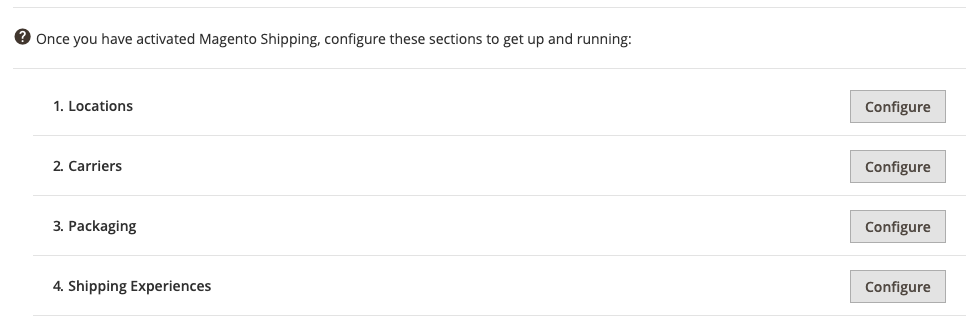 Once you have activated Magento Shipping, configure these sections to get up and running:
1. Locations Configure
2. Carriers Configure
3. Packaging Configure
4. Shipping Experiences Configure